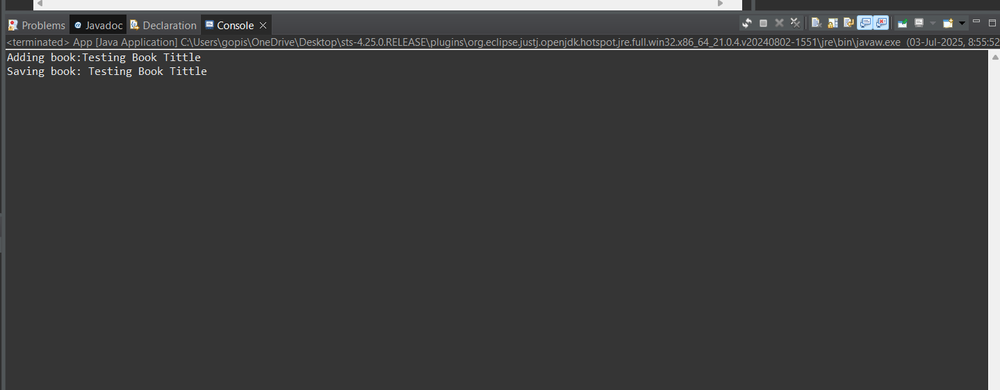 Problems Javadoc Declaration Console
<terminated> App [Java Application] C:\Users\gopis\OneDrive\Desktop\sts-4.25.0.RELEASE\plugins\org.eclipse.justj.openjdk.hotspot.jre.full.win32.x86_64_21.0.4.v20240802-1551\jre\bin\javaw.exe (03-Jul-2025, 8:55:52
Adding book:Testing Book Tittle
Saving book: Testing Book Tittle